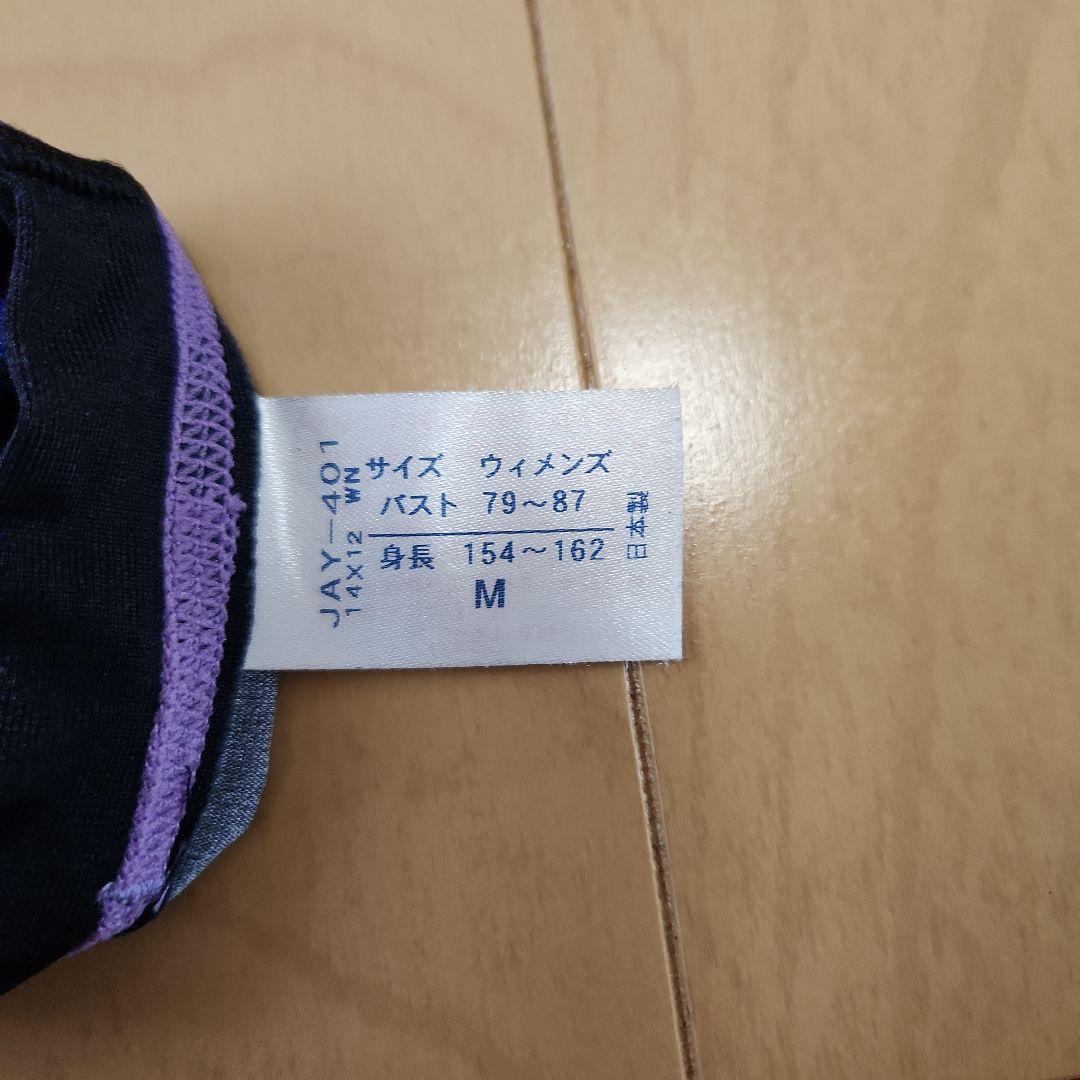 サイズ ウィメンズ
バスト 79～87
身長 154～162
M
日本製
JAY－401
14X12 WN